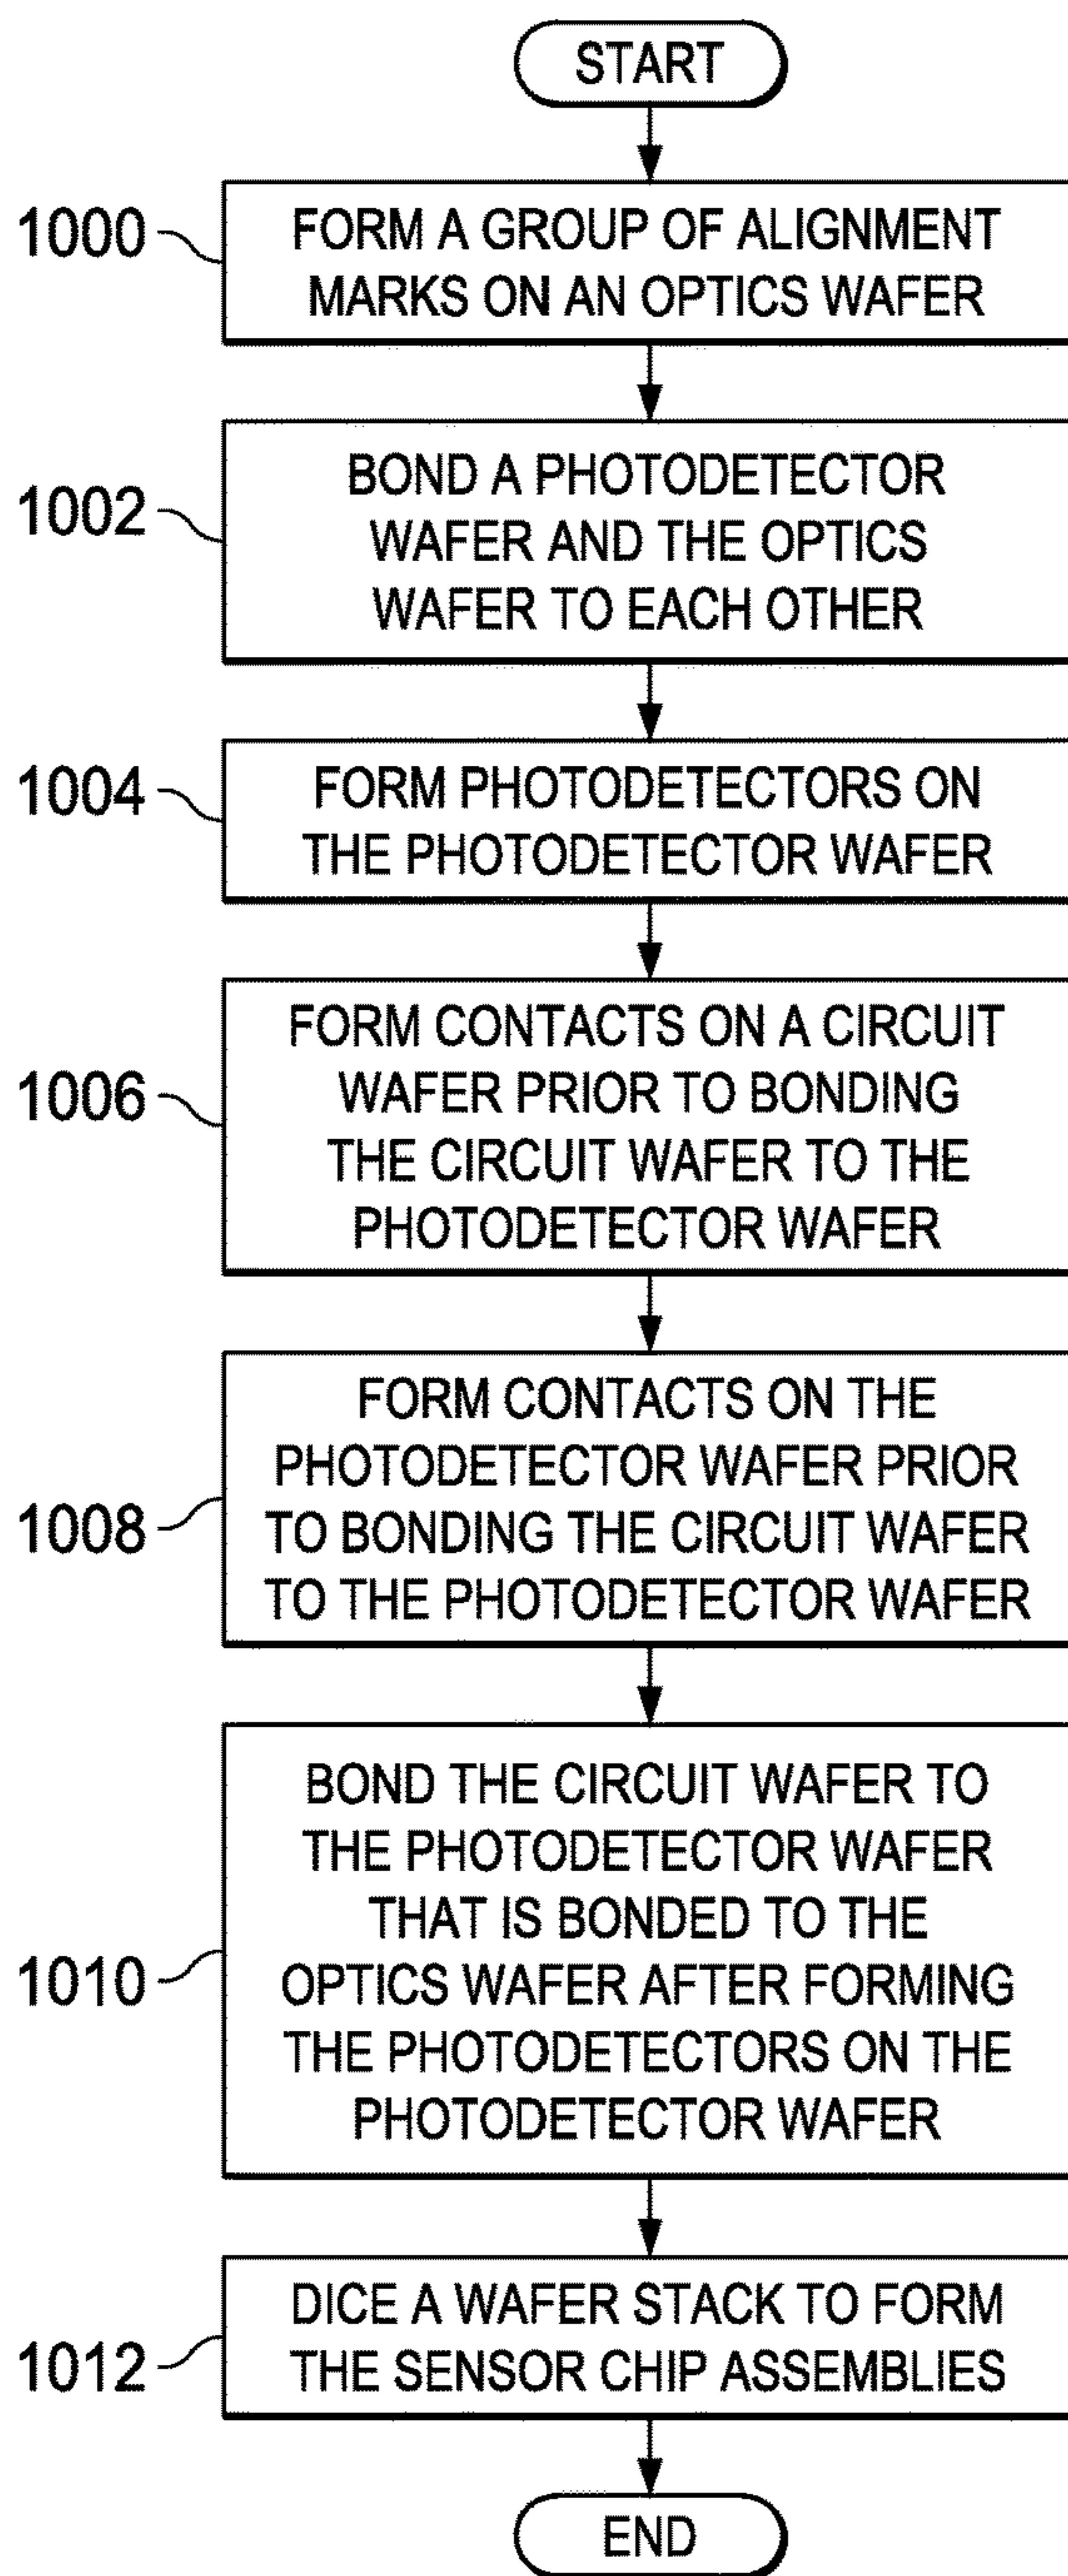 START
1000
FORM A GROUP OF ALIGNMENT
MARKS ON AN OPTICS WAFER
1002
BOND A PHOTODETECTOR
WAFER AND THE OPTICS
WAFER TO EACH OTHER
1004
FORM PHOTODETECTORS ON
THE PHOTODETECTOR WAFER
1006
FORM CONTACTS ON A CIRCUIT
WAFER PRIOR TO BONDING
THE CIRCUIT WAFER TO THE
PHOTODETECTOR WAFER
1008
FORM CONTACTS ON THE
PHOTODETECTOR WAFER PRIOR
TO BONDING THE CIRCUIT WAFER
TO THE PHOTODETECTOR WAFER
1010
BOND THE CIRCUIT WAFER TO
THE PHOTODETECTOR WAFER
THAT IS BONDED TO THE
OPTICS WAFER AFTER FORMING
THE PHOTODETECTORS ON THE
PHOTODETECTOR WAFER
1012
DICE A WAFER STACK TO FORM
THE SENSOR CHIP ASSEMBLIES
END